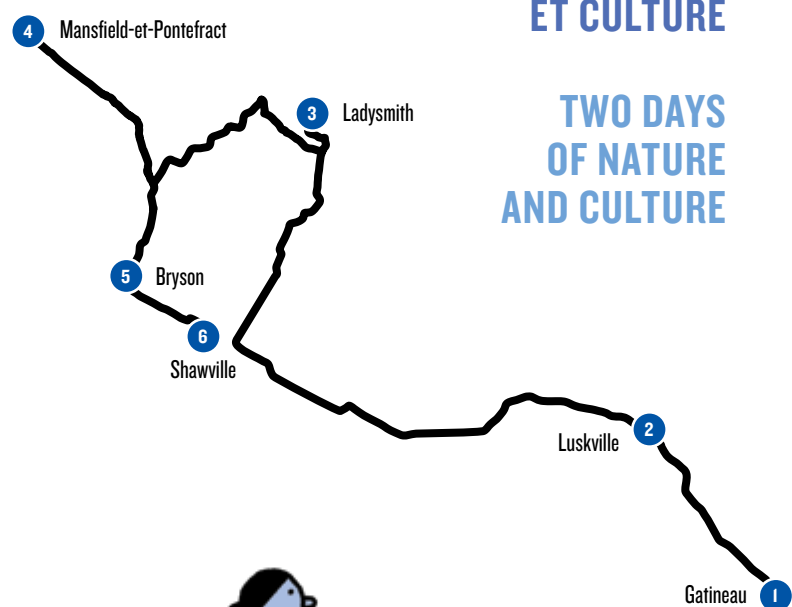 ET CULTURE
4 Mansfield-et-Pontefract
3 Ladysmith
TWO DAYS
OF NATURE
AND CULTURE
5 Bryson
6
Shawville
2
Luskville
Gatineau 1